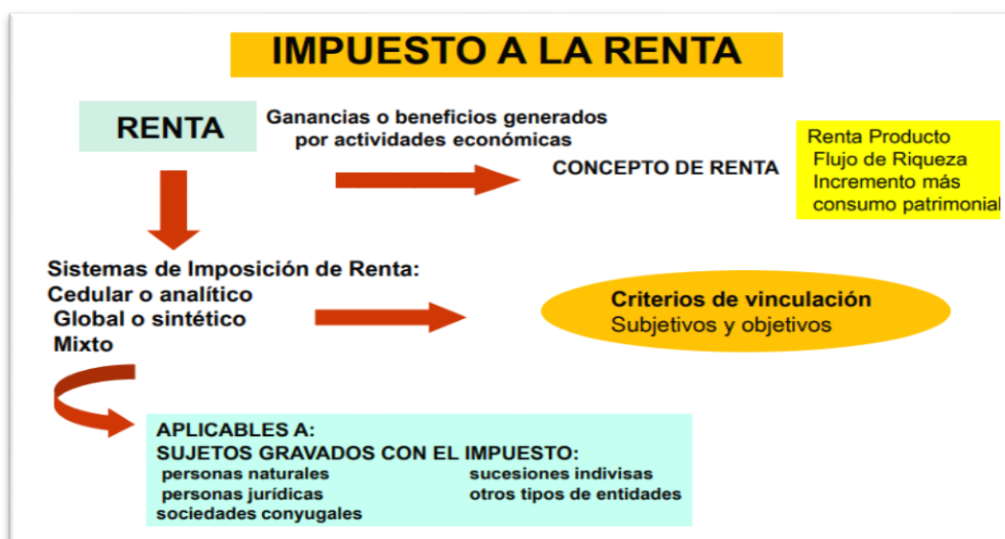 IMPUESTO A LA RENTA
RENTA
Ganancias o beneficios generados
por actividades económicas
CONCEPTO DE RENTA
Renta Producto
Flujo de Riqueza
Incremento más
consumo patrimonial
Sistemas de Imposición de Renta:
Cedular o analítico
Global o sintético
Mixto
Criterios de vinculación
Subjetivos y objetivos
APLICABLES A:
SUJETOS GRAVADOS CON EL IMPUESTO:
personas naturales sucesiones indivisas
personas jurídicas otros tipos de entidades
sociedades conyugales